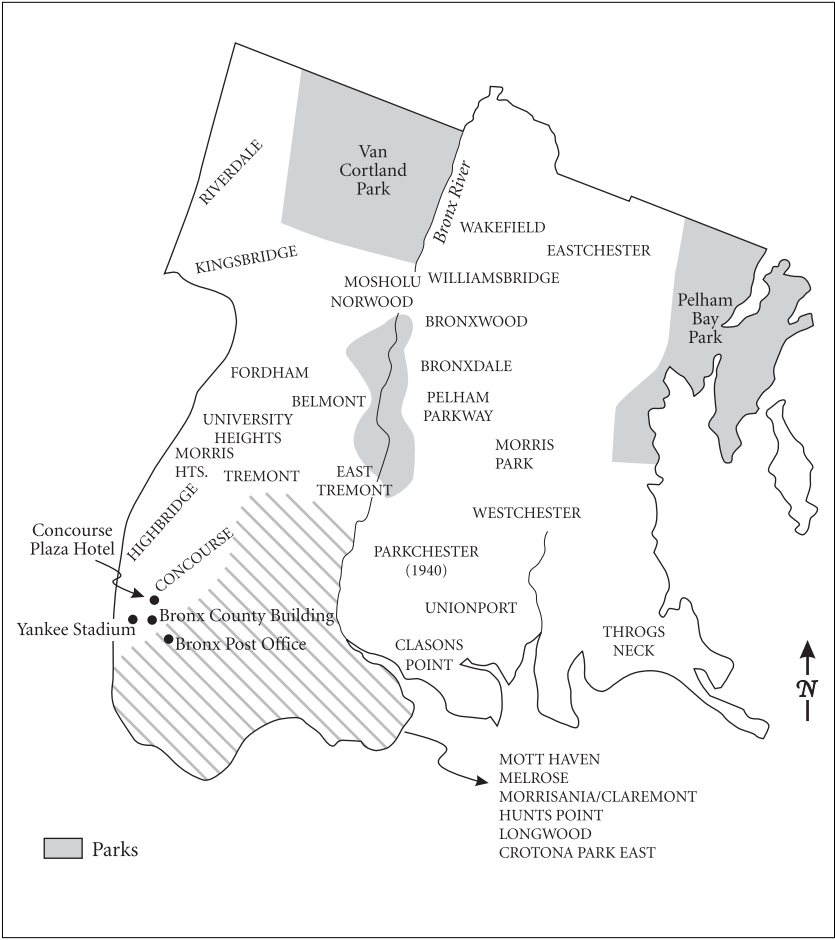 Van
Cortland
Park
RIVERDALE
Bronx River
WAKEFIELD
EASTCHESTER
KINGSBRIDGE
MOSHOLU
NORWOOD
WILLIAMSBRIDGE
Pelham
Bay
Park
BRONXWOOD
FORDHAM
BRONXDALE
BELMONT
PELHAM
PARKWAY
UNIVERSITY
HEIGHTS
MORRIS
HTS.
TREMONT
EAST
TREMONT
MORRIS
PARK
HIGHBRIDGE
WESTCHESTER
Concourse
Plaza Hotel
CONCOURSE
PARKCHESTER
(1940)
Yankee Stadium
Bronx County Building
Bronx Post Office
UNIONPORT
CLASONS
POINT
THROGS
NECK
N
MOTT HAVEN
MELROSE
MORRISANIA/CLAREMONT
HUNTS POINT
LONGWOOD
CROTONA PARK EAST
Parks